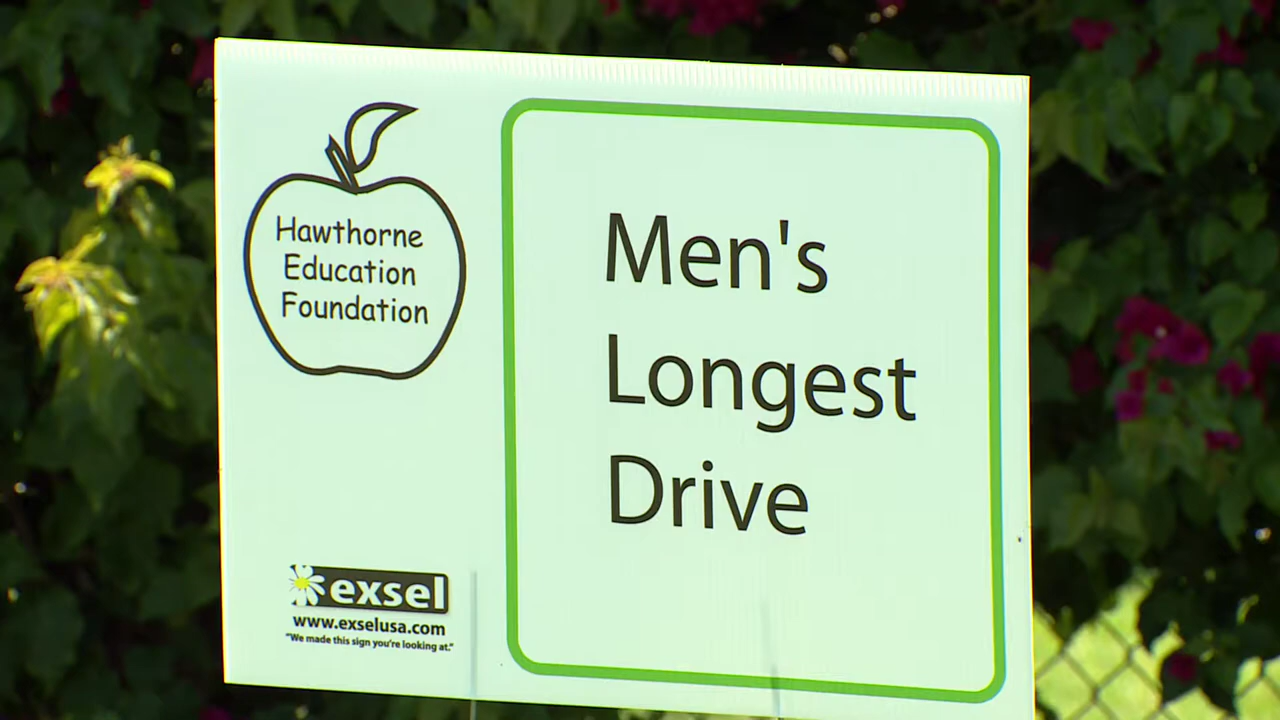 Hawthorne
Education
Foundation
Men's
Longest
Drive
exsel
www.exselusa.com
"We made this sign you're looking at."